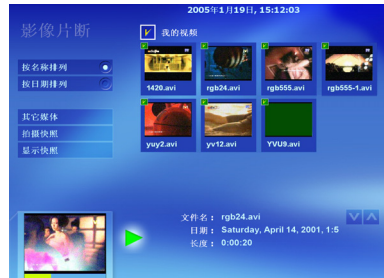 2005年1月19日, 15:12:03
影像片断
我的视频
按名称排列
按日期排列
1420.avi
rgb24.avi
rgb555.avi
rgb555-1.avi
其它媒体
拍摄快照
显示快照
yuy2.avi
yv12.avi
YVU9.avi
文件名： rgb24.avi
日期： Saturday, April 14, 2001, 1:5
长度： 0:00:20